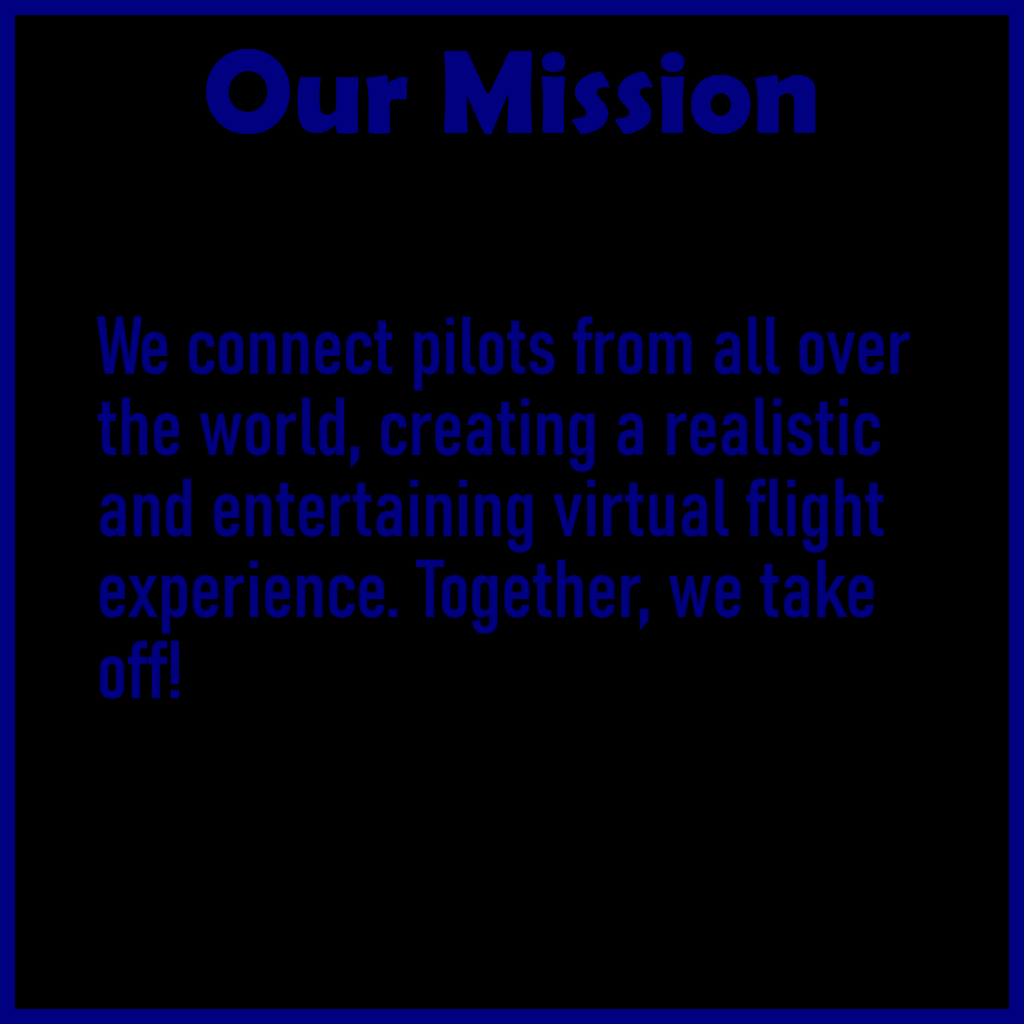 Our Mission
We connect pilots from all over
the world, creating a realistic
and entertaining virtual flight
experience. Together, we take
off!